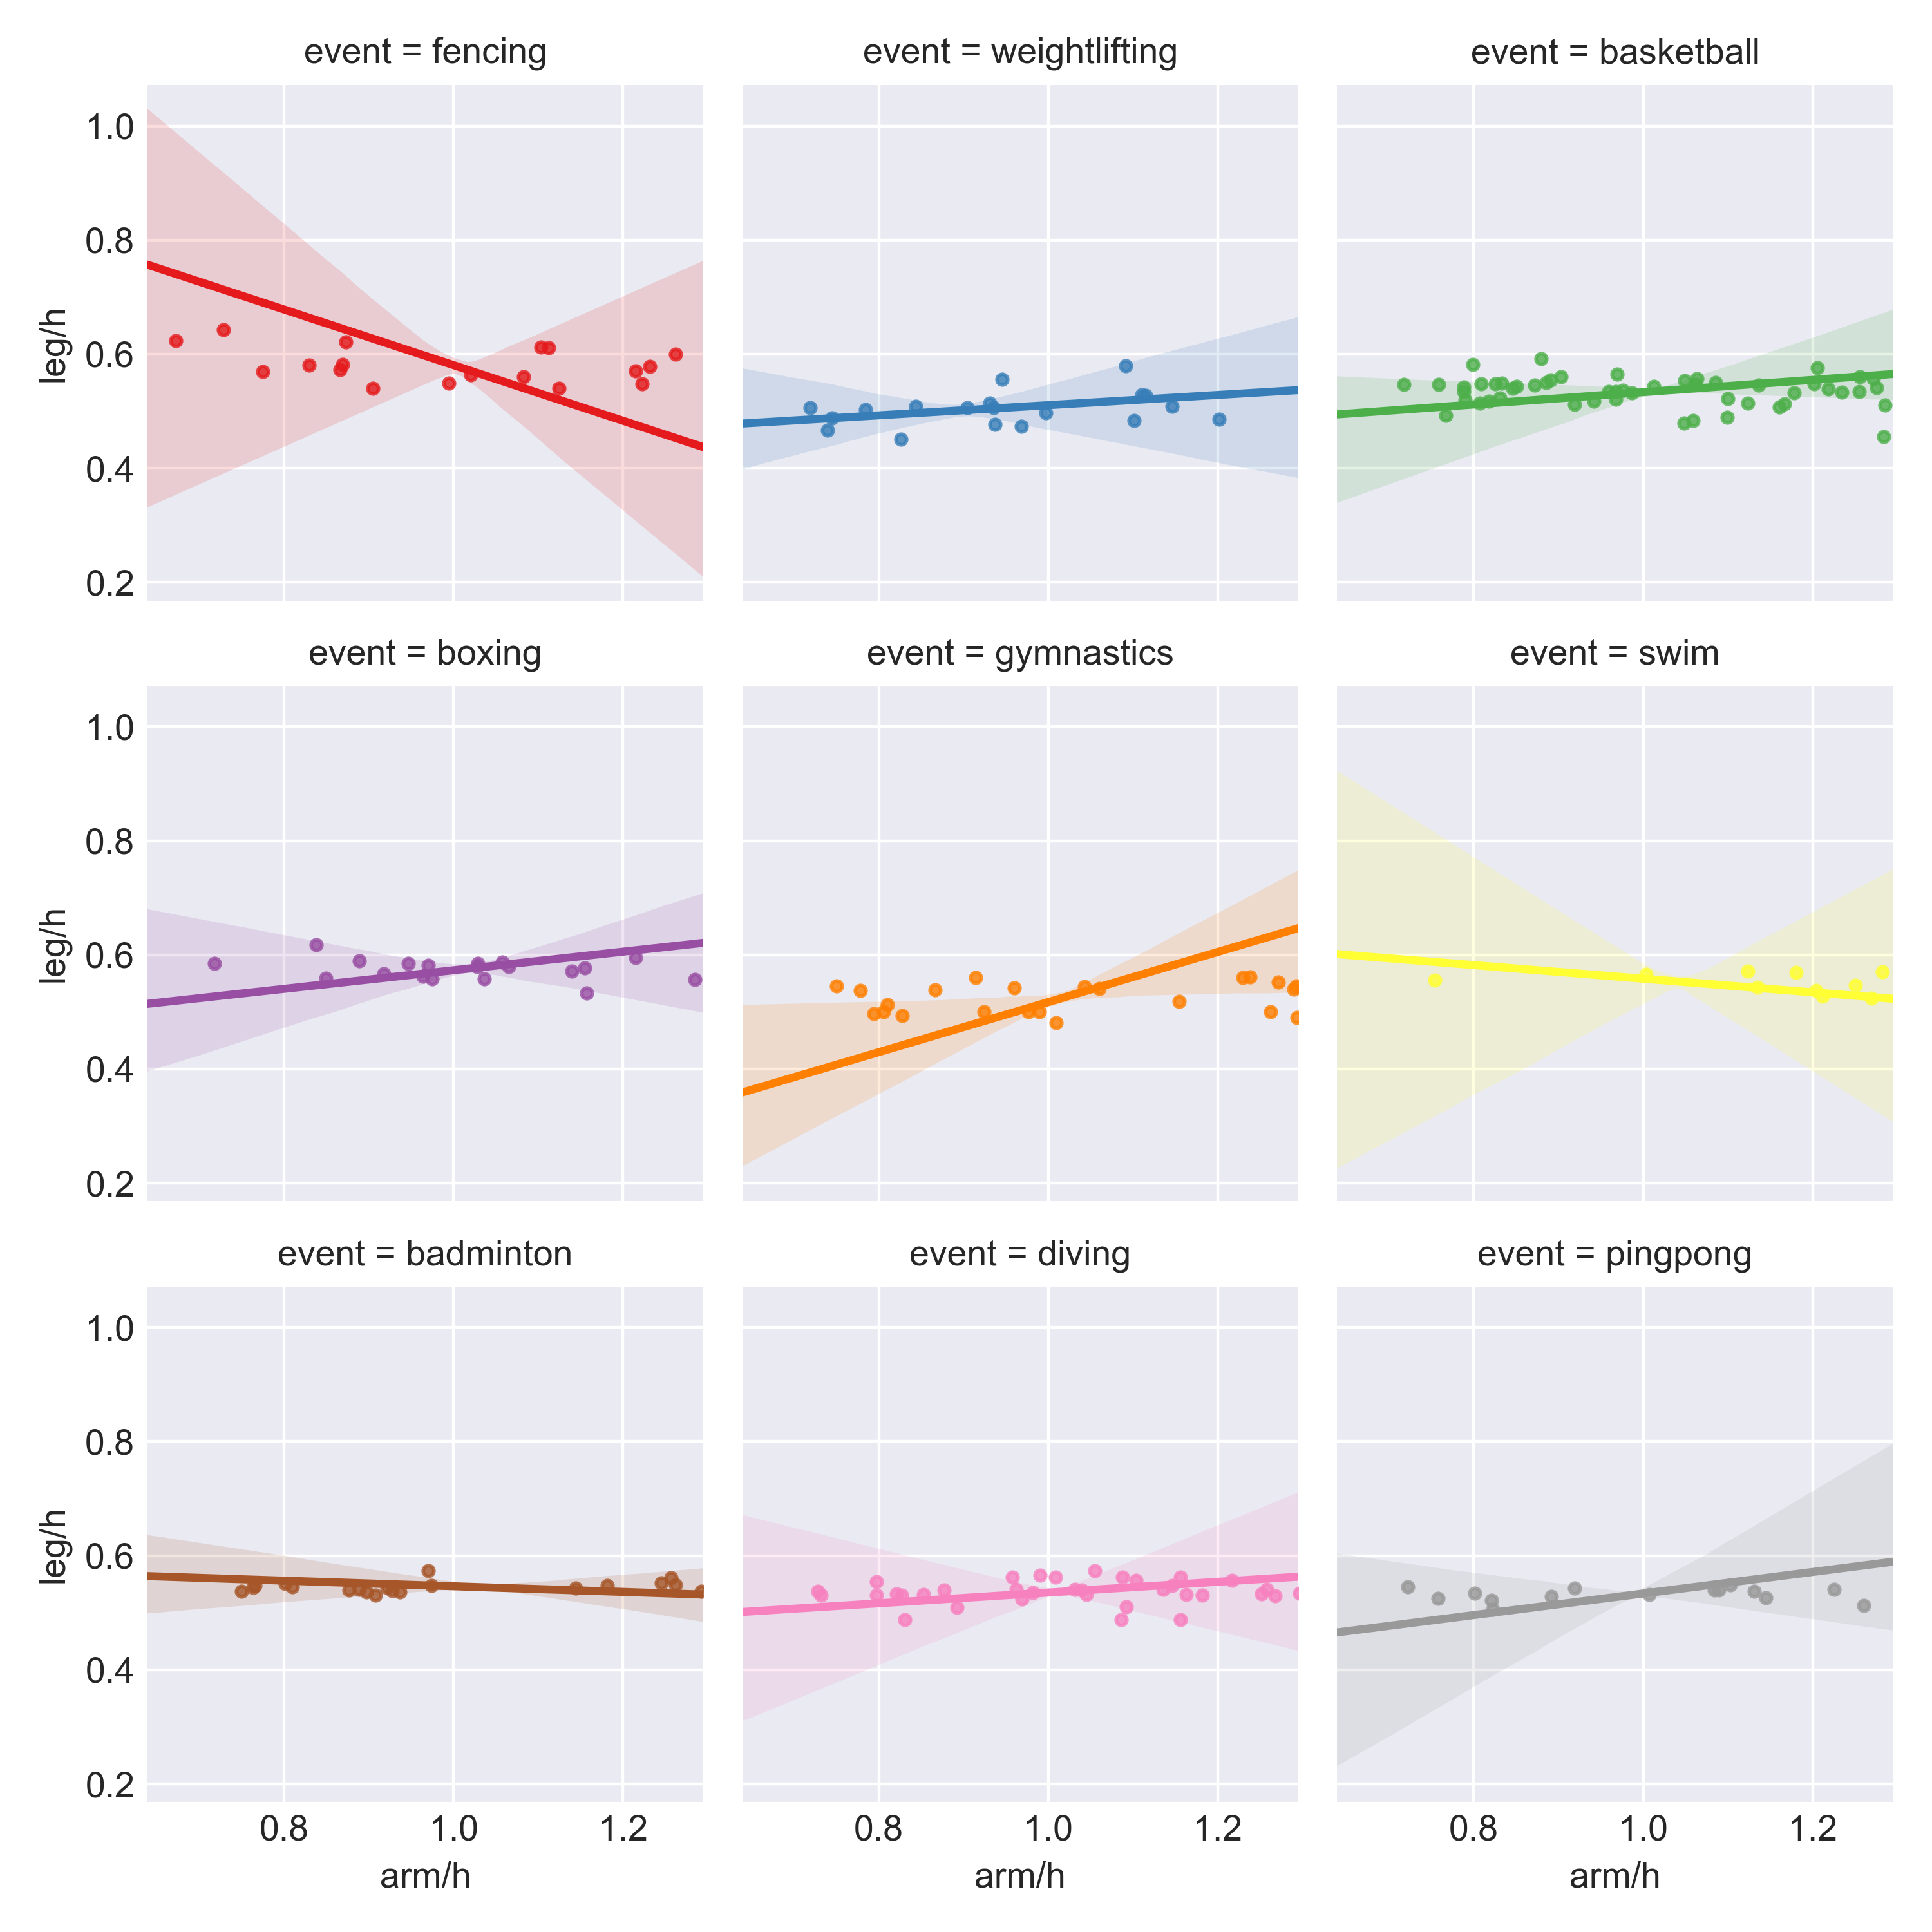 event = fencing
event = weightlifting
event = basketball
1.0
0.8
0.6
0.4
0.2
leg/h
event = boxing
event = gymnastics
event = swim
1.0
0.8
0.6
0.4
0.2
leg/h
event = badminton
event = diving
event = pingpong
1.0
0.8
0.6
0.4
0.2
leg/h
0.8 1.0 1.2
0.8 1.0 1.2
0.8 1.0 1.2
arm/h
arm/h
arm/h